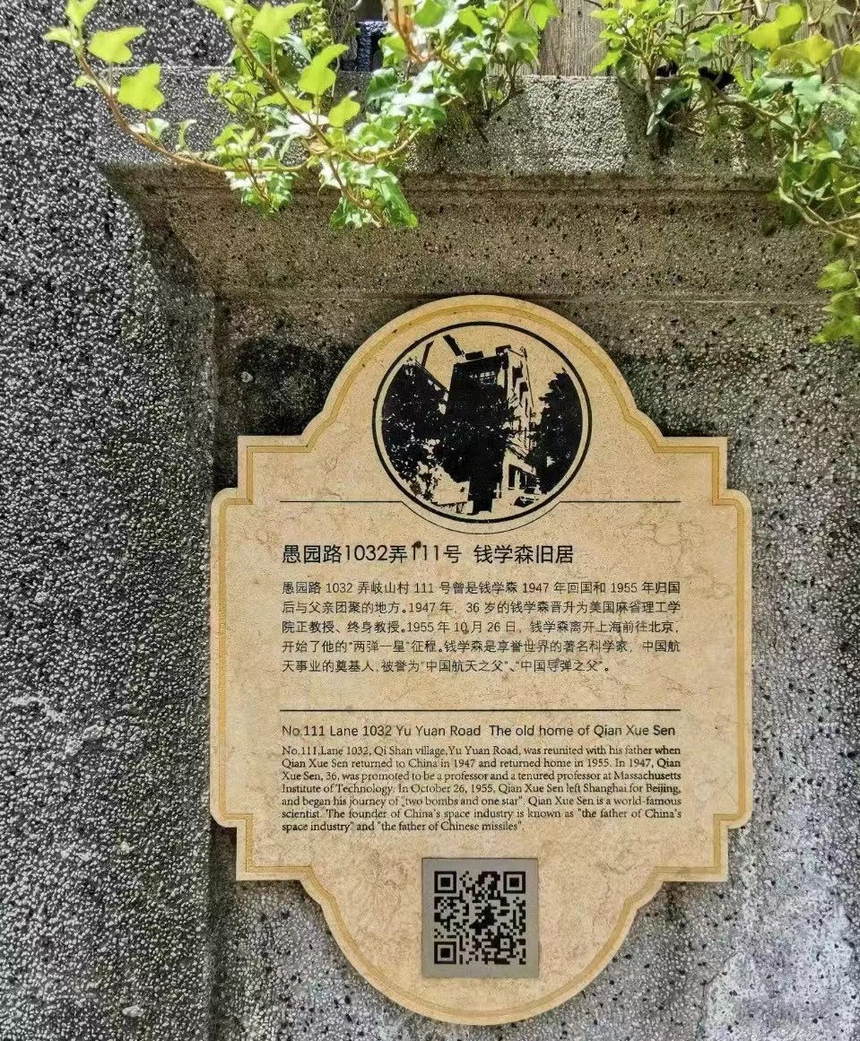 愚园路1032弄111号 钱学森旧居
愚园路 1032 弄岐山村 111 号曾是钱学森 1947 年回国和 1955 年归国
后与父亲团聚的地方。1947 年，36 岁的钱学森晋升为美国麻省理工学
院正教授、终身教授。1955 年 10 月 26 日，钱学森离开上海前往北京，
开始了他的“两弹一星”征程。钱学森是享誉世界的著名科学家，中国航
天事业的奠基人，被誉为“中国航天之父”、“中国导弹之父”。
No.111 Lane 1032 Yu Yuan Road The old home of Qian Xue Sen
No.111,Lane 1032, Qi Shan village,Yu Yuan Road, was reunited with his father when
Qian Xue Sen returned to China in 1947 and returned home in 1955. In 1947, Qian
Xue Sen, 36, was promoted to be a professor and a tenured professor at Massachusetts
Institute of Technology. In October 26, 1955, Qian Xue Sen left Shanghai for Beijing,
and began his journey of "two bombs and one star". Qian Xue Sen is a world-famous
scientist. The founder of China's space industry is known as "the father of China's
space industry" and "the father of Chinese missiles".